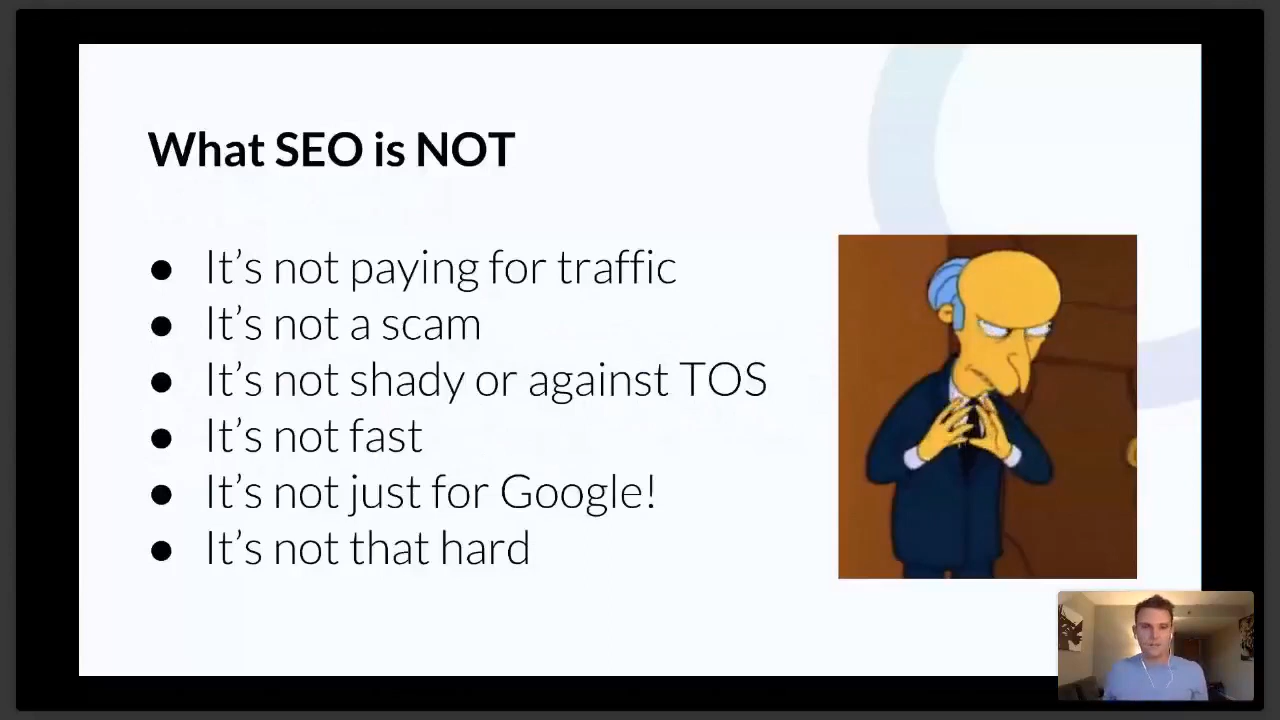 What SEO is NOT
● It’s not paying for traffic
● It’s not a scam
● It’s not shady or against TOS
● It’s not fast
● It’s not just for Google!
● It’s not that hard